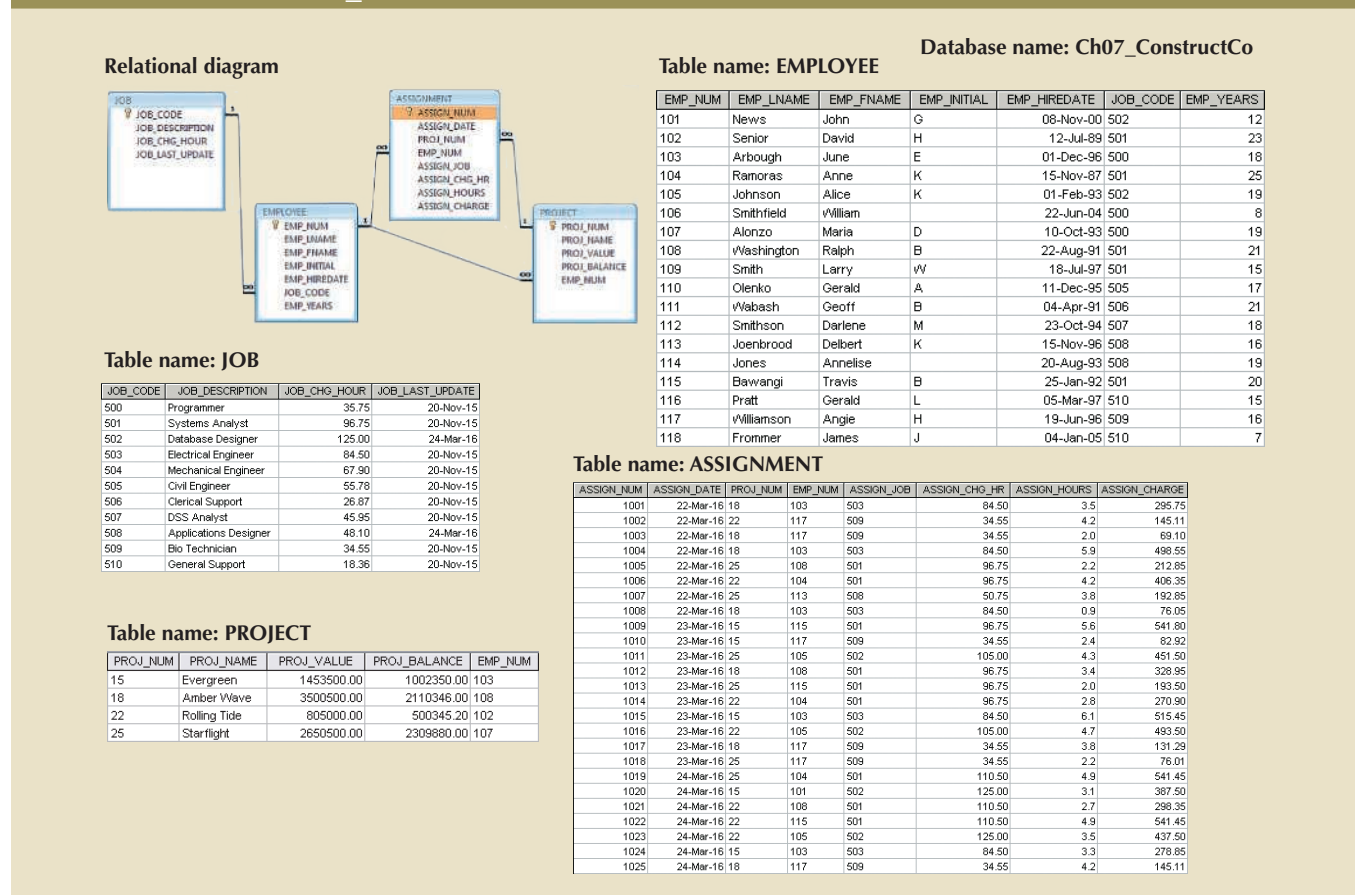 Database name: Ch07_ConstructCo
Relational diagram
JOB
JOB_CODE
JOB_DESCRIPTION
JOB_CHG_HOUR
JOB_LAST_UPDATE
1
∞
EMPLOYEE
EMP_NUM
EMP_LNAME
EMP_FNAME
EMP_INITIAL
EMP_HIREDATE
JOB_CODE
EMP_YEARS
1
∞
ASSIGNMENT
ASSIGN_NUM
ASSIGN_DATE
PROJ_NUM
EMP_NUM
ASSIGN_JOB
ASSIGN_CHG_HR
ASSIGN_HOURS
ASSIGN_CHARGE
∞
1
∞
PROJECT
PROJ_NUM
PROJ_NAME
PROJ_VALUE
PROJ_BALANCE
EMP_NUM
Table name: EMPLOYEE
EMP_NUM EMP_LNAME EMP_FNAME EMP_INITIAL EMP_HIREDATE JOB_CODE EMP_YEARS
101 News John G 08-Nov-00 502 12
102 Senior David H 12-Jul-89 501 23
103 Arbough June E 01-Dec-96 500 18
104 Ramoras Anne K 15-Nov-87 501 25
105 Johnson Alice K 01-Feb-93 502 19
106 Smithfield William 22-Jun-04 500 8
107 Alonzo Maria D 10-Oct-93 500 19
108 Washington Ralph B 22-Aug-91 501 21
109 Smith Larry W 18-Jul-97 501 15
110 Olenko Gerald A 11-Dec-95 505 17
111 Wabash Geoff B 04-Apr-91 506 21
112 Smithson Darlene M 23-Oct-94 507 18
113 Joenbrood Delbert K 15-Nov-96 508 16
114 Jones Annelise 20-Aug-93 508 19
115 Bawangi Travis B 25-Jan-92 501 20
116 Pratt Gerald L 05-Mar-97 510 15
117 Williamson Angie H 19-Jun-96 509 16
118 Frommer James J 04-Jan-05 510 7
Table name: JOB
JOB_CODE JOB_DESCRIPTION JOB_CHG_HOUR JOB_LAST_UPDATE
500 Programmer 35.75 20-Nov-15
501 Systems Analyst 96.75 20-Nov-15
502 Database Designer 125.00 24-Mar-16
503 Electrical Engineer 84.50 20-Nov-15
504 Mechanical Engineer 67.90 20-Nov-15
505 Civil Engineer 55.78 20-Nov-15
506 Clerical Support 26.87 20-Nov-15
507 DSS Analyst 45.95 20-Nov-15
508 Applications Designer 48.10 24-Mar-16
509 Bio Technician 34.55 20-Nov-15
510 General Support 18.36 20-Nov-15
Table name: PROJECT
PROJ_NUM PROJ_NAME PROJ_VALUE PROJ_BALANCE EMP_NUM
15 Evergreen 1453500.00 1002350.00 103
18 Amber Wave 3500500.00 2110346.00 108
22 Rolling Tide 805000.00 500345.20 102
25 Starflight 2650500.00 2309880.00 107
Table name: ASSIGNMENT
ASSIGN_NUM ASSIGN_DATE PROJ_NUM EMP_NUM ASSIGN_JOB ASSIGN_CHG_HR ASSIGN_HOURS ASSIGN_CHARGE
1001 22-Mar-16 18 103 503 84.50 3.5 295.75
1002 22-Mar-16 22 117 509 34.55 4.2 145.11
1003 22-Mar-16 18 117 509 34.55 2.0 69.10
1004 22-Mar-16 18 103 503 84.50 5.9 498.55
1005 22-Mar-16 25 108 501 96.75 2.2 212.85
1006 22-Mar-16 22 104 501 96.75 4.2 406.35
1007 22-Mar-16 25 113 508 50.75 3.8 192.85
1008 22-Mar-16 18 103 503 84.50 0.9 76.05
1009 23-Mar-16 15 115 501 96.75 5.6 541.80
1010 23-Mar-16 15 117 509 34.55 2.4 82.92
1011 23-Mar-16 25 105 502 105.00 4.3 451.50
1012 23-Mar-16 18 108 501 96.75 3.4 328.95
1013 23-Mar-16 25 115 501 96.75 2.0 193.50
1014 23-Mar-16 22 104 501 96.75 2.8 270.90
1015 23-Mar-16 15 103 503 84.50 6.1 515.45
1016 23-Mar-16 22 105 502 105.00 4.7 493.50
1017 23-Mar-16 18 117 509 34.55 3.8 131.29
1018 23-Mar-16 25 117 509 34.55 2.2 76.01
1019 24-Mar-16 25 104 501 110.50 4.9 541.45
1020 24-Mar-16 15 101 502 125.00 3.1 387.50
1021 24-Mar-16 22 108 501 110.50 2.7 298.35
1022 24-Mar-16 22 115 501 110.50 4.9 541.45
1023 24-Mar-16 22 105 502 125.00 3.5 437.50
1024 24-Mar-16 15 103 503 84.50 3.3 278.85
1025 24-Mar-16 18 117 509 34.55 4.2 145.11